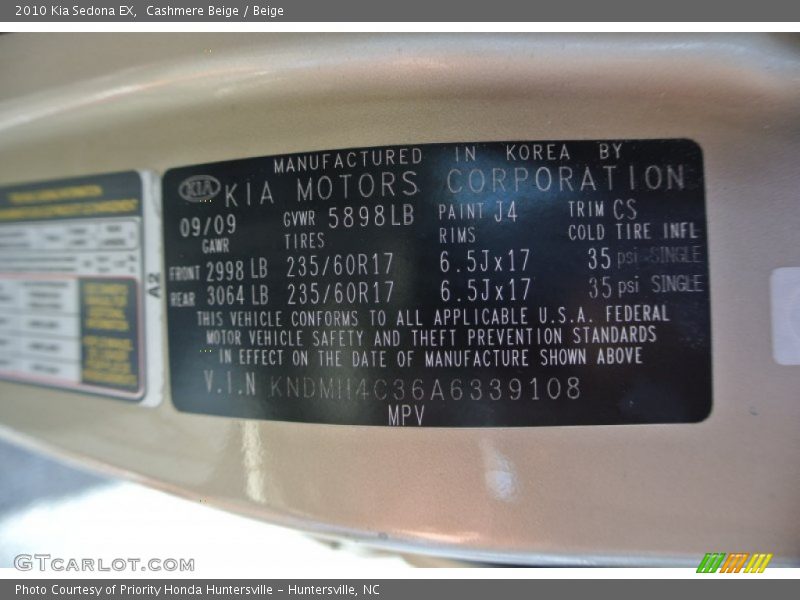 2010 Kia Sedona EX, Cashmere Beige / Beige
MANUFACTURED IN KOREA BY
KIA KIA MOTORS CORPORATION
09/09 GVWR 5898LB PAINT J4 TRIM CS
GAWR TIRES RIMS COLD TIRE INFL
FRONT 2998 LB 235/60R17 6.5Jx17 35 psi SINGLE
REAR 3064 LB 235/60R17 6.5Jx17 35 psi SINGLE
THIS VEHICLE CONFORMS TO ALL APPLICABLE U.S.A. FEDERAL
MOTOR VEHICLE SAFETY AND THEFT PREVENTION STANDARDS
IN EFFECT ON THE DATE OF MANUFACTURE SHOWN ABOVE
V.I.N KNDMH4C36A6339108
MPV
A2
GTCARLOT.COM
Photo Courtesy of Priority Honda Huntersville - Huntersville, NC